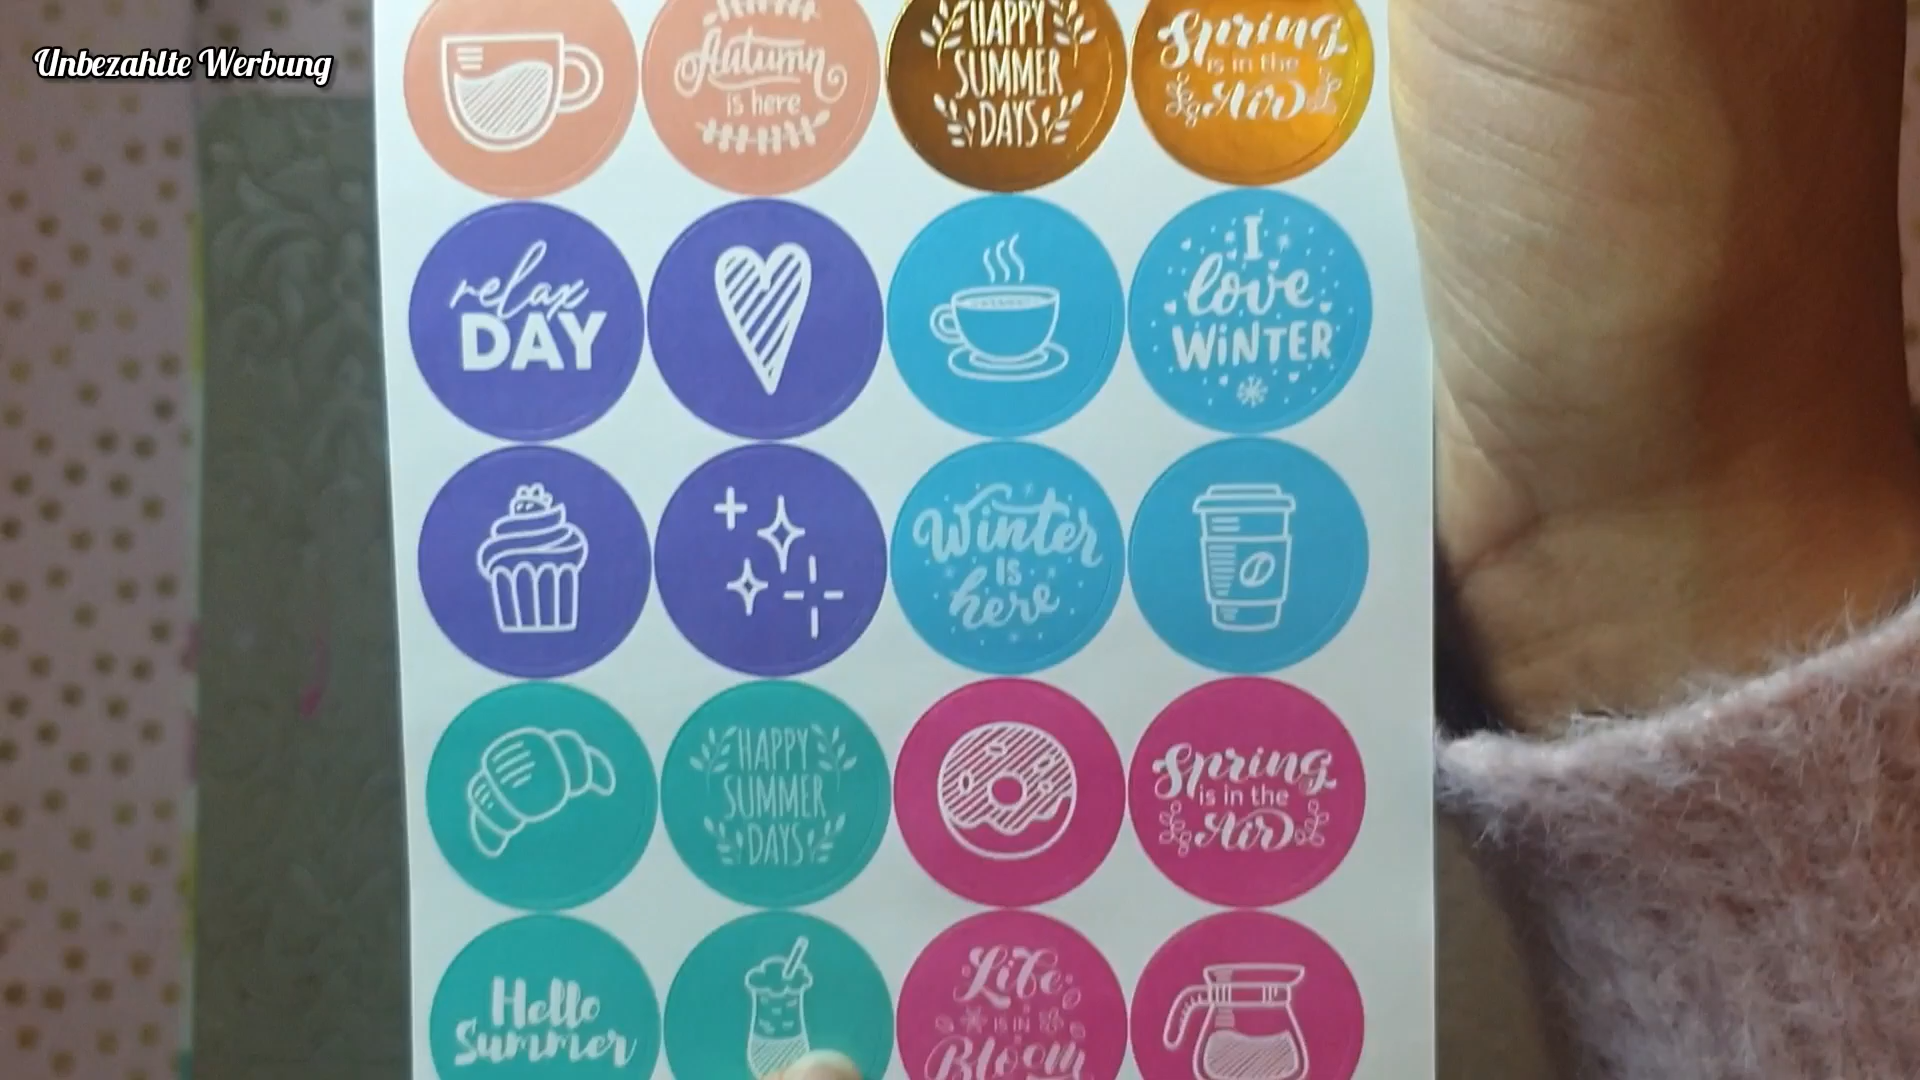 Unbezahlte Werbung
Autumn
is here
HAPPY
SUMMER
DAYS
Spring
is in the
Air
relax
DAY
I
love
WiNTER
Winter
IS
here
HAPPY
SUMMER
DAYS
Spring
is in the
Air
Hello
Summer
Life
IS IN
Bloom